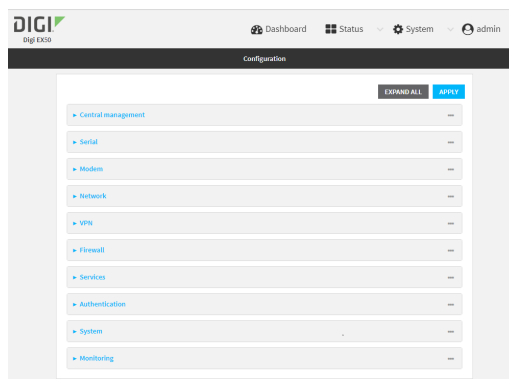 DIGI
Digi EX50
Dashboard
Status
System
admin
Configuration
EXPAND ALL
APPLY
Central management
Serial
Modem
Network
VPN
Firewall
Services
Authentication
System
Monitoring